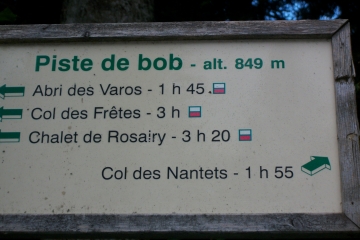 Piste de bob - alt. 849 m
Abri des Varos - 1 h 45.
Col des Frêtes - 3 h
Chalet de Rosairy - 3 h 20
Col des Nantets - 1 h 55